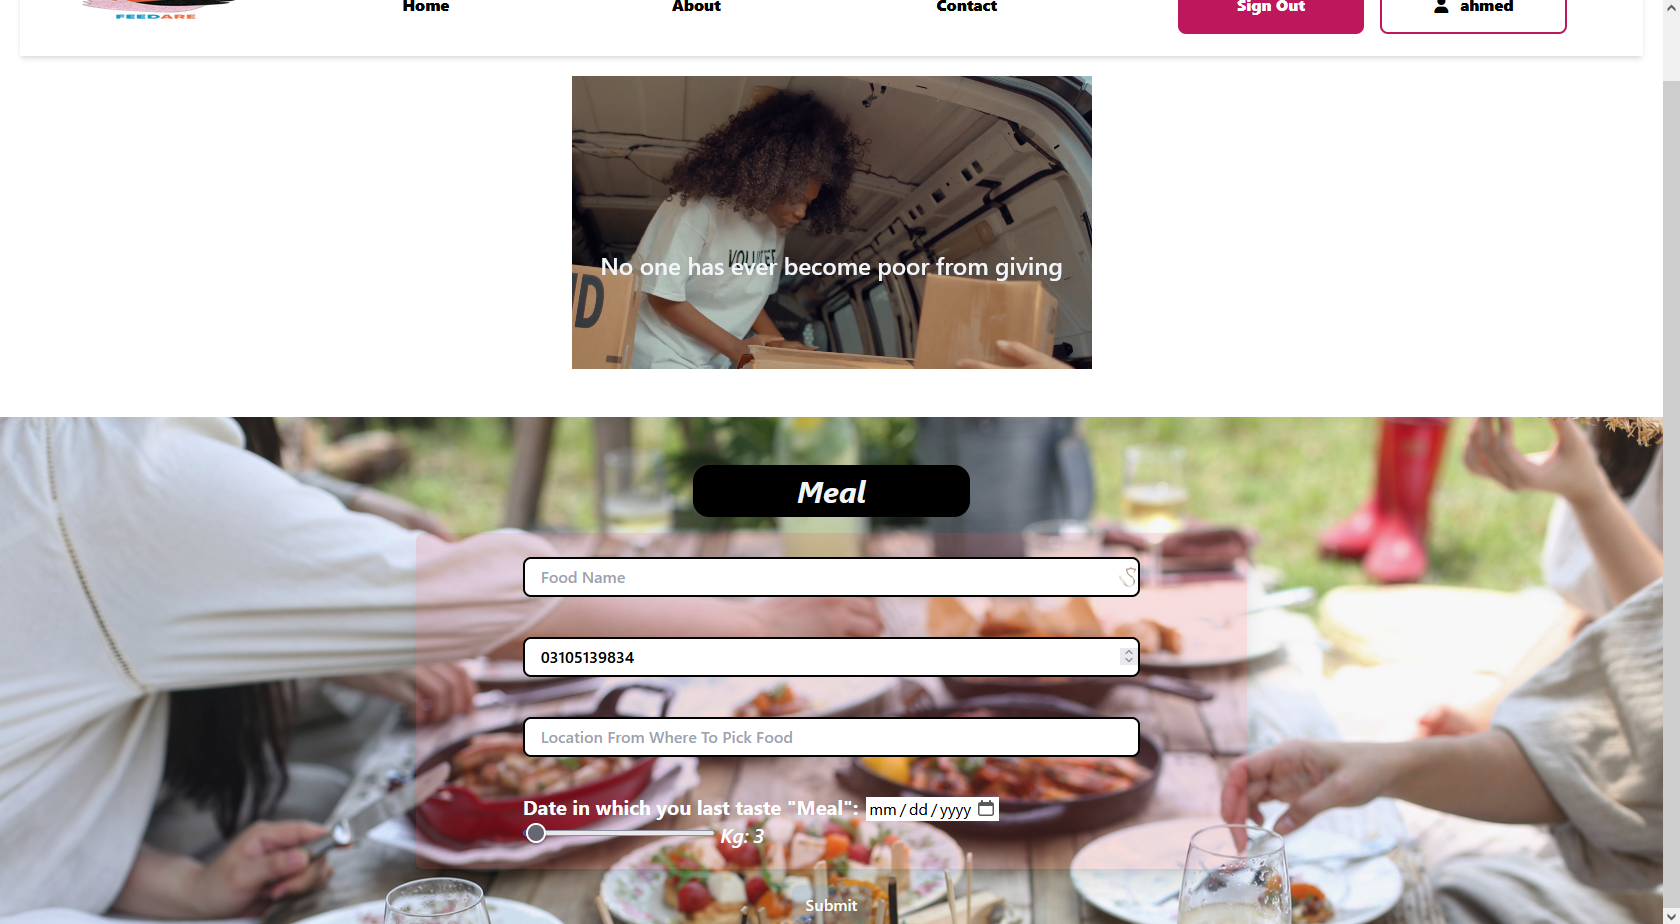 FEEDARE
Home
About
Contact
Sign Out
ahmed
No one has ever become poor from giving
D
Meal
Food Name
03105139834
Location From Where To Pick Food
Date in which you last taste "Meal": mm/dd/yyyy
Kg: 3
Submit